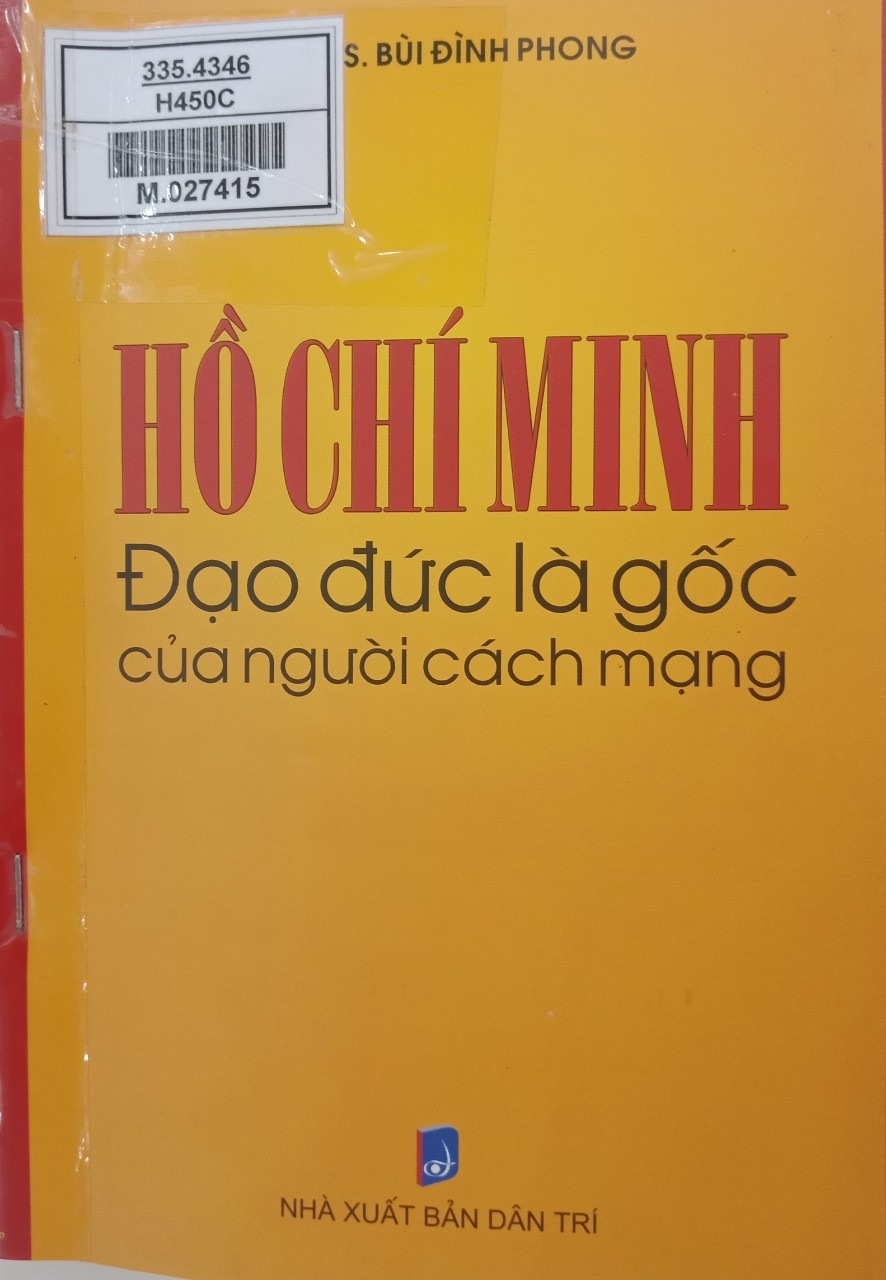 335.4346
H450C
M.027415
S. BÙI ĐÌNH PHONG
HỒ CHÍ MINH
Đạo đức là gốc
của người cách mạng
NHÀ XUẤT BẢN DÂN TRÍ